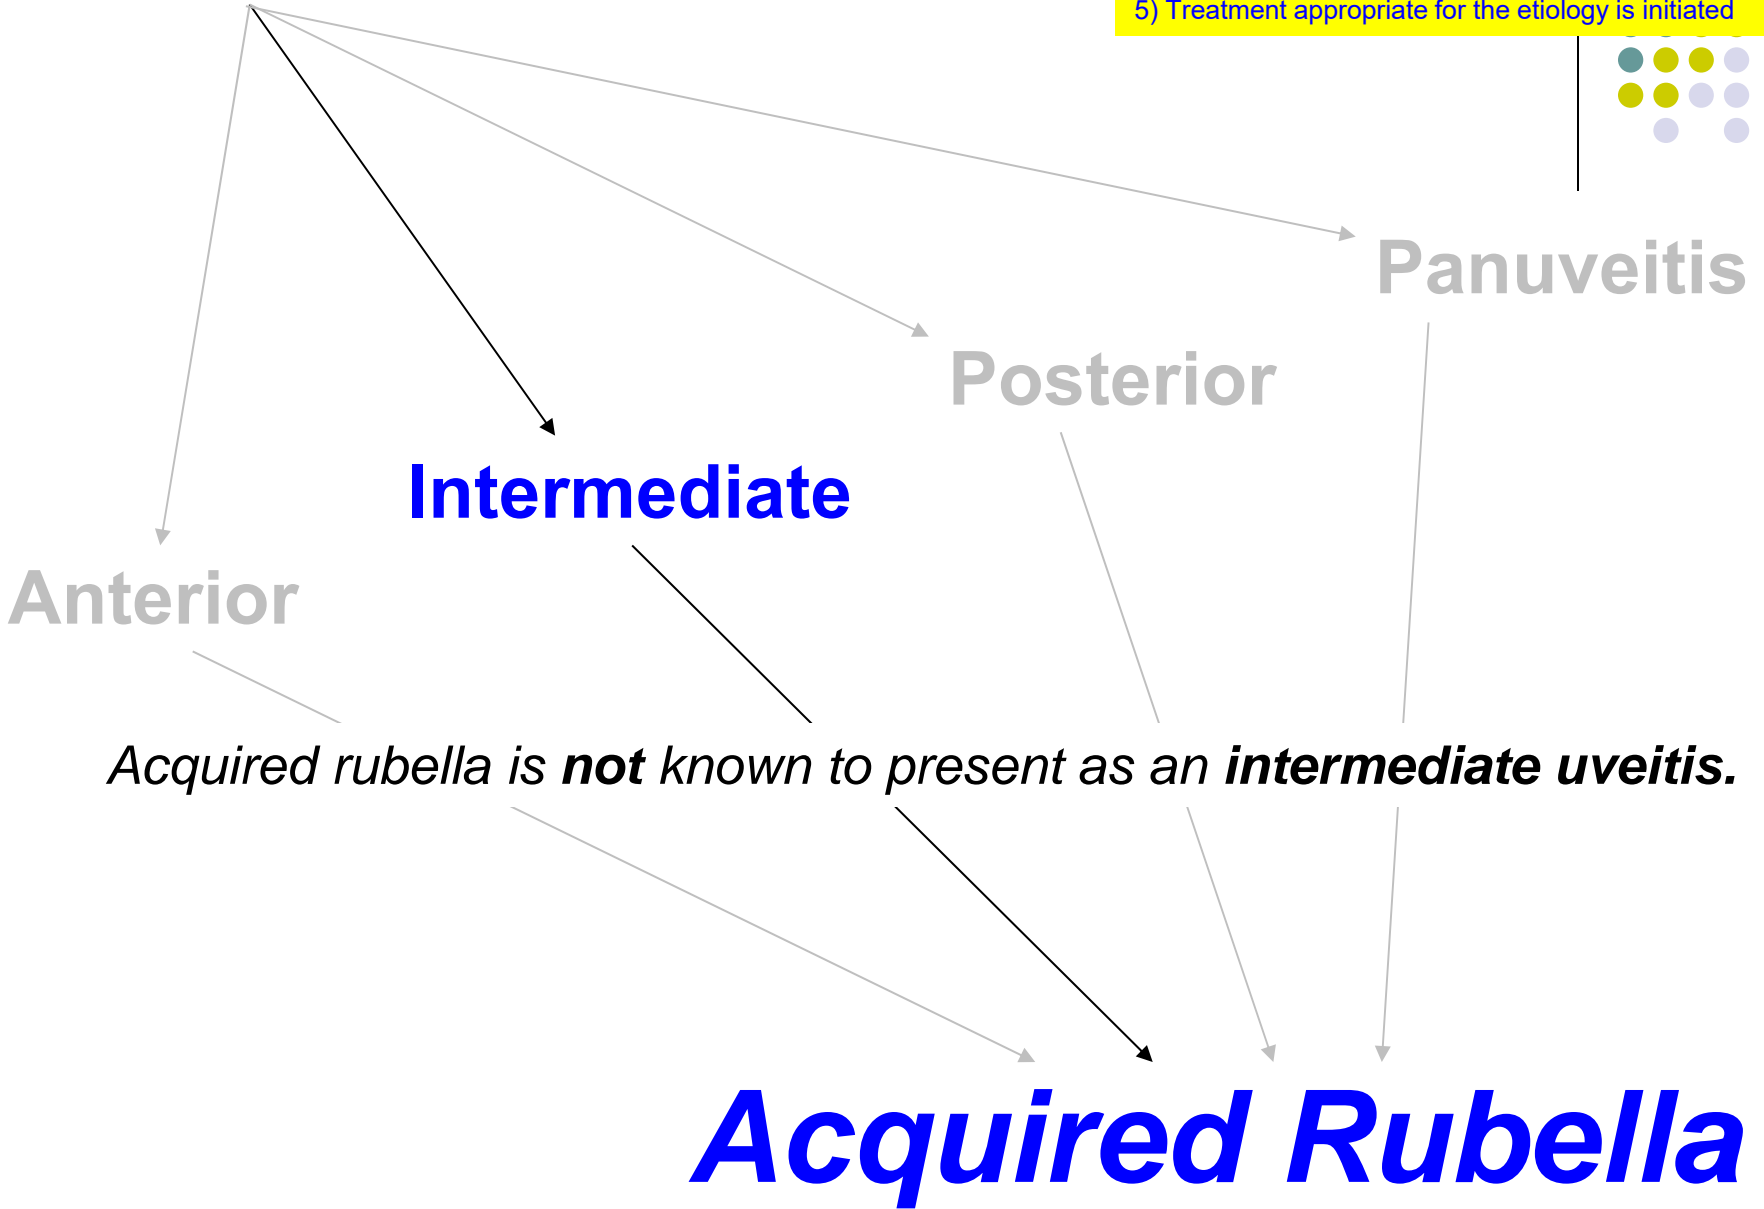 5) Treatment appropriate for the etiology is initiated
Panuveitis
Posterior
Intermediate
Anterior
Acquired rubella is not known to present as an intermediate uveitis.
Acquired Rubella